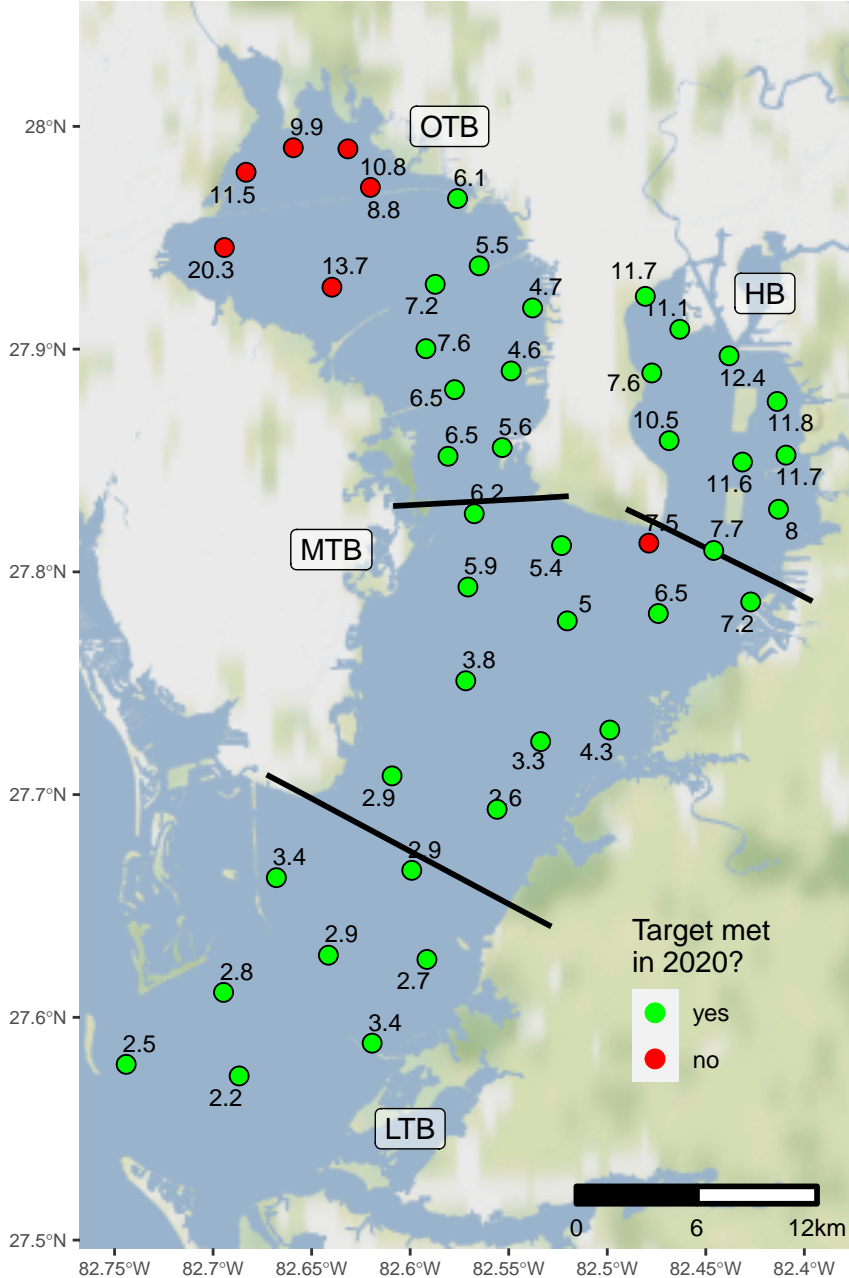 28°N
9.9
OTB
10.8
11.5
8.8
6.1
20.3
13.7
5.5
7.2
4.7
11.7
HB
11.1
27.9°N
7.6
4.6
7.6
12.4
6.5
11.8
10.5
6.5
5.6
11.6
11.7
6.2
7.5
7.7
8
MTB
5.4
27.8°N
5.9
5
6.5
7.2
3.8
3.3
4.3
27.7°N
2.9
2.6
3.4
2.9
2.9
2.7
Target met
in 2020?
2.8
yes
27.6°N
3.4
2.5
no
2.2
LTB
0 6 12km
27.5°N
82.75°W 82.7°W 82.65°W 82.6°W 82.55°W 82.5°W 82.45°W 82.4°W